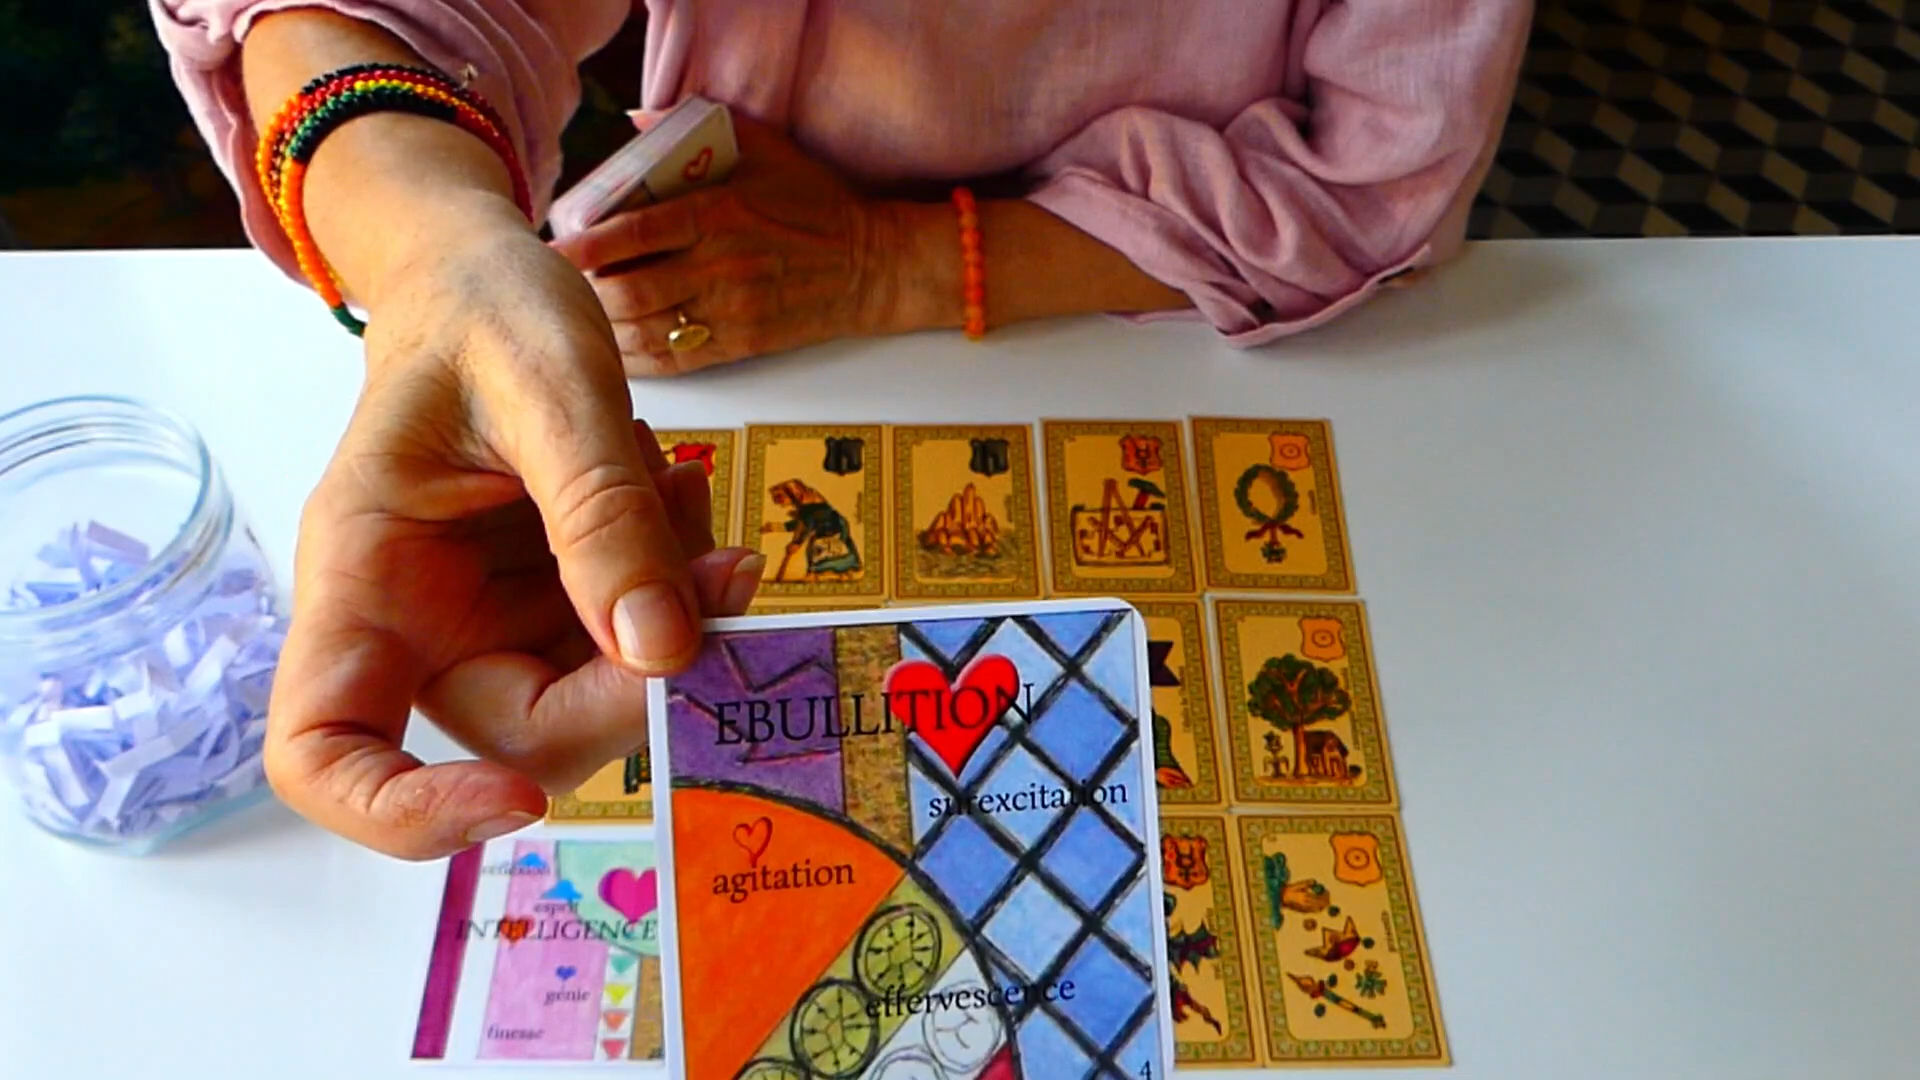 EBULLITION
surexcitation
agitation
effervescence
4
réflexion
esprit
INTELLIGENCE
génie
finesse